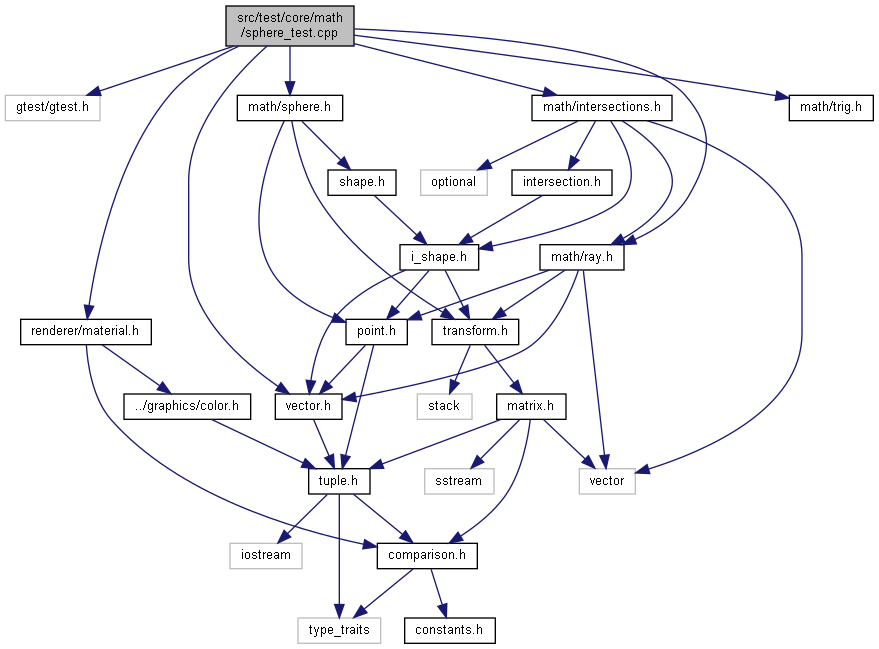 src/test/core/math
/sphere_test.cpp
gtest/gtest.h
math/sphere.h
math/intersections.h
math/trig.h
shape.h
optional
intersection.h
i_shape.h
math/ray.h
renderer/material.h
point.h
transform.h
../graphics/color.h
vector.h
stack
matrix.h
tuple.h
sstream
vector
iostream
comparison.h
type_traits
constants.h